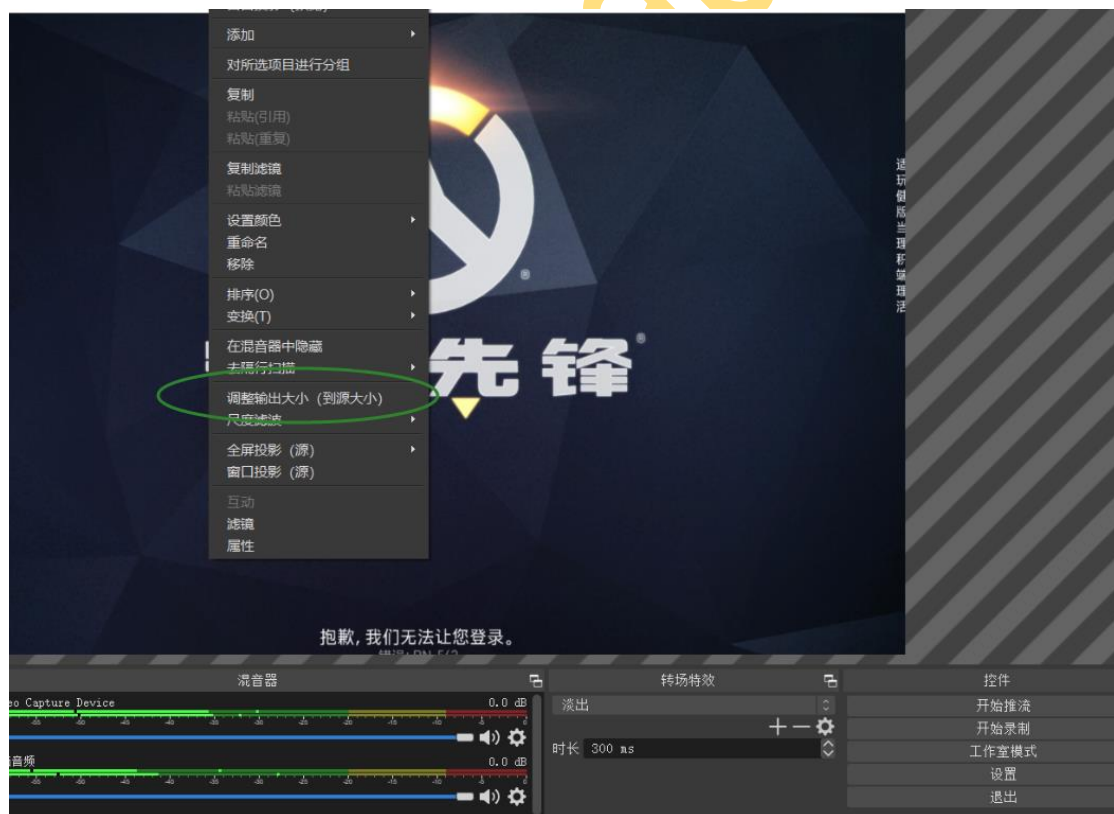 添加
对所选项目进行分组
复制
粘贴(引用)
粘贴(重复)
复制滤镜
粘贴滤镜
设置颜色
重命名
移除
排序(O)
变换(T)
在混音器中隐藏
去隔行扫描
调整输出大小 (到源大小)
尺度滤波
全屏投影 (源)
窗口投影 (源)
互动
滤镜
属性
先锋
®
抱歉, 我们无法让您登录。
混音器
转场特效
控件
Capture Device
0.0 dB
淡出
时长 300 ms
音频
0.0 dB
开始推流
开始录制
工作室模式
设置
退出